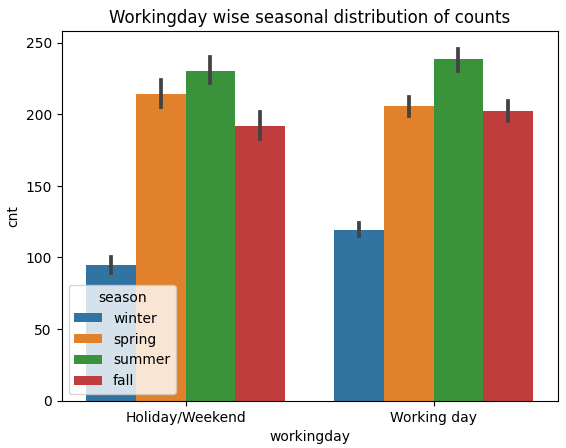 Workingday wise seasonal distribution of counts
cnt
250
200
150
100
50
0
season
winter
spring
summer
fall
Holiday/Weekend
Working day
workingday